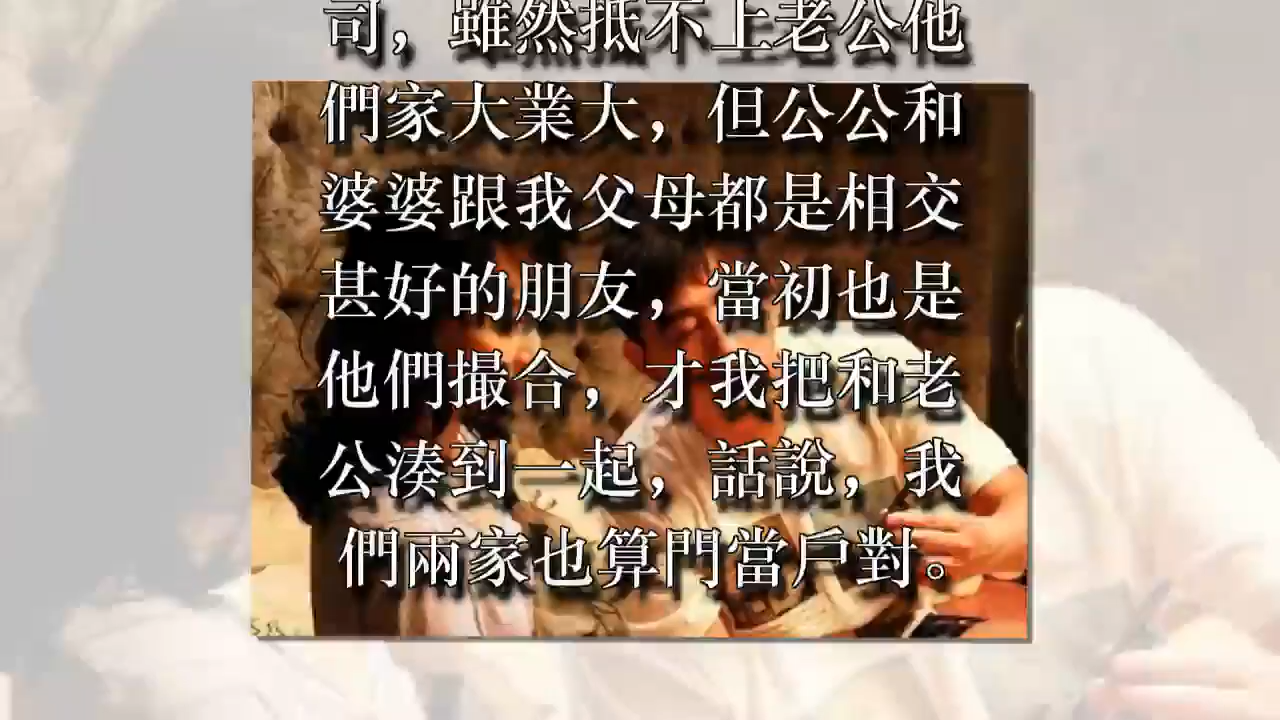 司，雖然抵不上老公他
們家大業大，但公公和
婆婆跟我父母都是相交
甚好的朋友，當初也是
他們撮合，才我把和老
公湊到一起，話說，我
們兩家也算門當戶對。